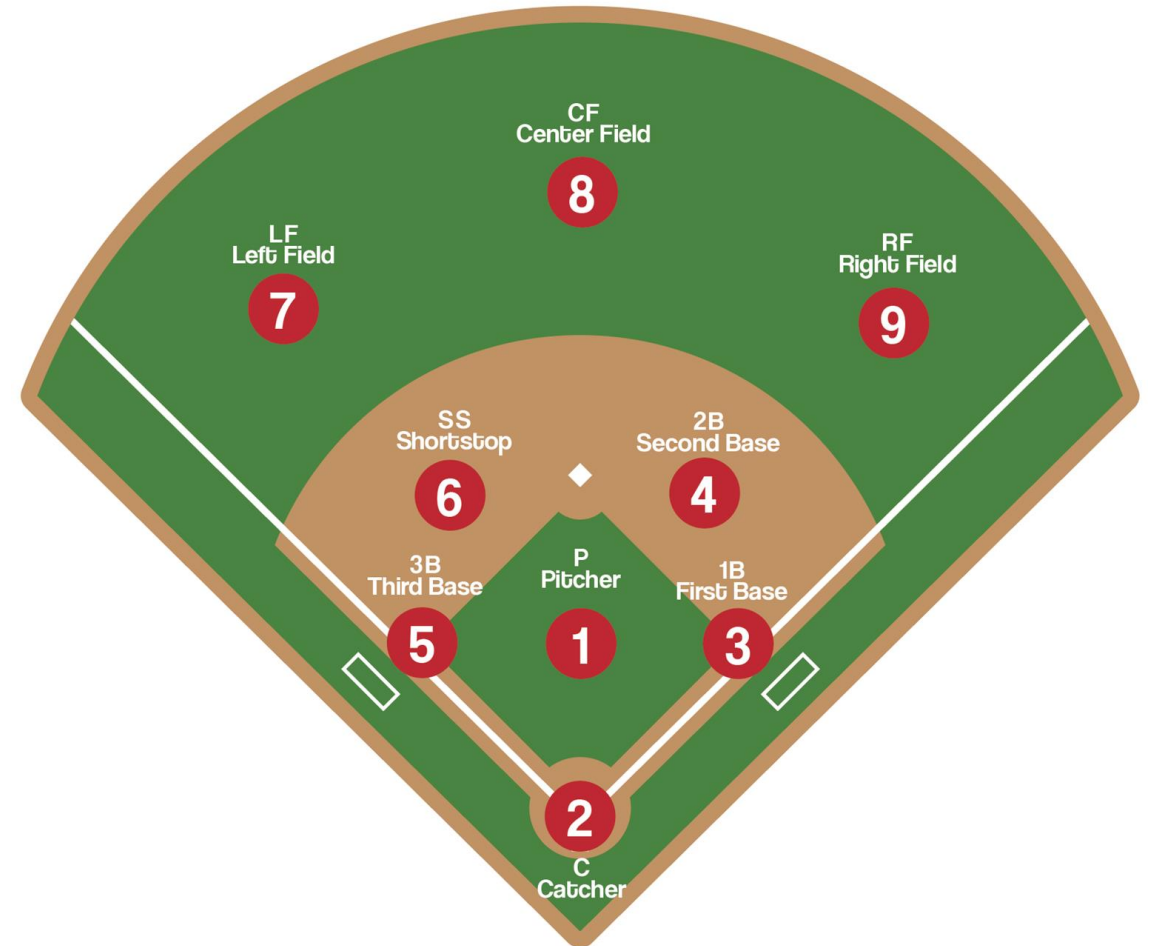 CF
Center Field
8
LF
Left Field
7
RF
Right Field
9
SS
Shortstop
6
2B
Second Base
4
3B
Third Base
5
P
Pitcher
1
1B
First Base
3
2
C
Catcher